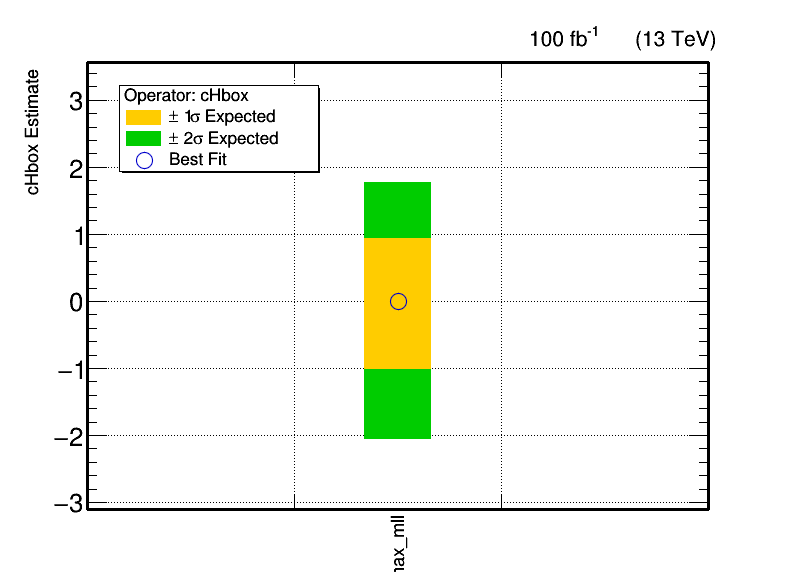 100 fb-1 (13 TeV)
cHbox Estimate
Operator: cHbox
± 1σ Expected
± 2σ Expected
Best Fit
3
2
1
0
−1
−2
−3